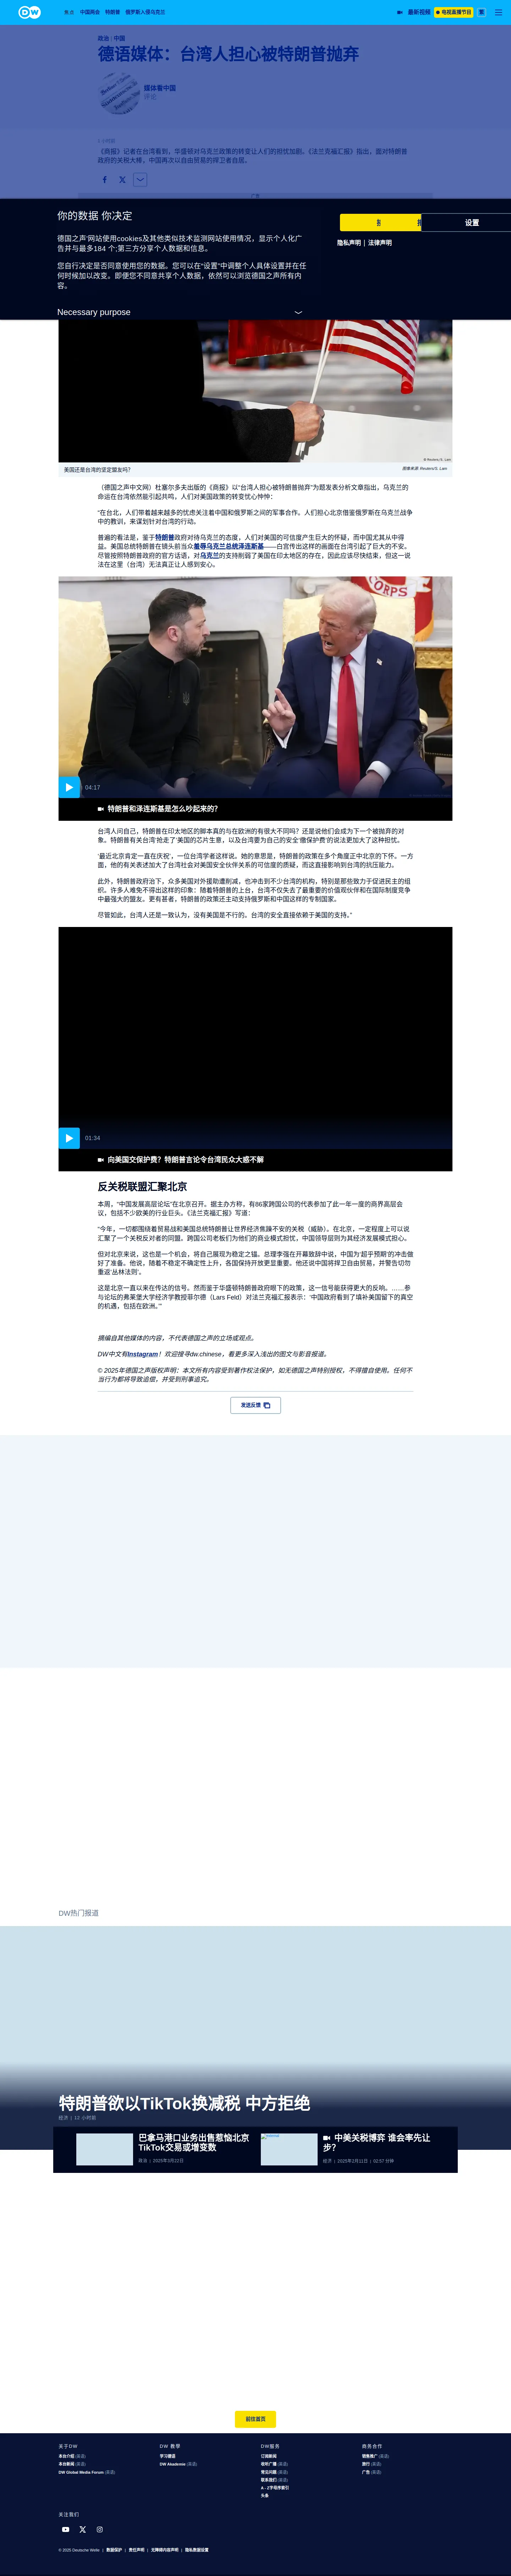 DW
焦点 中国两会 特朗普 俄罗斯入侵乌克兰
最新视频
电视直播节目
政治 | 中国
德语媒体：台湾人担心被特朗普抛弃
媒体看中国
评论
《商报》记者在台湾看到，华盛顿对乌克兰政策的转变让人们的担忧加剧。《法兰克福汇报》指出，面对特朗普
政府的关税大棒，中国再次以自由贸易的捍卫者自居。
广告
你的数据 你决定
德国之声 网站使用cookies及其他类似技术监测网站使用情况，显示个人化广
告并与最多184 个 第三方分享个人数据和信息。
您自行决定是否同意使用您的数据。您可以在“设置”中调整个人具体设置并在任
何时候加以改变。即使您不同意共享个人数据，依然可以浏览德国之声所有内
容。
设置
隐私声明 | 法律声明
Necessary purpose
美国还是台湾的坚定盟友吗？
图像来源: Reuters/S. Lam
（德国之声中文网）杜塞尔多夫出版的《商报》以“台湾人担心被特朗普抛弃”为题发表分析文章指出，乌克兰的
命运在台湾依然能引起共鸣，人们对美国政策的转变忧心忡忡：
“在台北，人们带着越来越多的忧虑关注着中国和俄罗斯之间的军事合作。人们担心北京借鉴俄罗斯在乌克兰战争
中的教训，来谋划针对台湾的行动。
普遍的看法是，鉴于特朗普政府对待乌克兰的态度，人们对美国的可信度产生巨大的怀疑，而中国尤其从中得
益。美国总统特朗普在镜头前当众羞辱乌克兰总统泽连斯基——白宫传出这样的画面在台湾引起了巨大的不安。
尽管按照特朗普政府的官方话语，对乌克兰的支持削弱了美国在印太地区的存在，因此应该尽快结束，但这一说
法在这里（台湾）无法真正让人感到安心。
04:17
特朗普和泽连斯基是怎么吵起来的？
台湾人问自己，特朗普在印太地区的脚本真的与在欧洲的有很大不同吗？还是说他们会成为下一个被抛弃的对
象。特朗普有关台湾‘抢走了’美国的芯片生意，以及台湾要为自己的安全‘缴保护费’的说法更加大了这种担忧。
‘最近北京肯定一直在庆祝’，一位台湾学者这样说。她的意思是，特朗普的政策在多个角度正中北京的下怀。一方
面，他的有关表述加大了台湾社会对美国安全伙伴关系的可信度的质疑，而这直接影响到台湾的抗压能力。
此外，特朗普政府治下，众多美国对外援助遭削减，也冲击到不少台湾的机构，特别是那些致力于促进民主的组
织。许多人难免不得出这样的印象：随着特朗普的上台，台湾不仅失去了最重要的价值观伙伴和在国际制度竞争
中最强大的盟友。更有甚者，特朗普的政策还主动支持俄罗斯和中国这样的专制国家。
尽管如此，台湾人还是一致认为，没有美国是不行的。台湾的安全直接依赖于美国的支持。”
01:34
向美国交保护费？特朗普言论令台湾民众大惑不解
反关税联盟汇聚北京
本周，“中国发展高层论坛”在北京召开。据主办方称，有86家跨国公司的代表参加了此一年一度的商界高层会
议，包括不少欧美的行业巨头。《法兰克福汇报》写道：
“今年，一切都围绕着贸易战和美国总统特朗普让世界经济焦躁不安的关税（威胁）。在北京，一定程度上可以说
汇聚了一个关税反对者的同盟。跨国公司老板们为他们的商业模式担忧，中国领导层则为其经济发展模式担心。
但对北京来说，这也是一个机会，将自己展现为稳定之锚。总理李强在开幕致辞中说，中国为‘超乎预期’的冲击做
好了准备。他说，随着不稳定不确定性上升，各国保持开放更显重要。他还说中国将捍卫自由贸易，并警告切勿
重返‘丛林法则’。
这是北京一直以来在传达的信号。然而鉴于华盛顿特朗普政府眼下的政策，这一信号能获得更大的反响。……参
与论坛的弗莱堡大学经济学教授菲尔德（Lars Feld）对法兰克福汇报表示：‘中国政府看到了填补美国留下的真空
的机遇，包括在欧洲。’”
摘编自其他媒体的内容，不代表德国之声的立场或观点。
DW中文有Instagram！欢迎搜寻dw.chinese，看更多深入浅出的图文与影音报道。
© 2025年德国之声版权声明：本文所有内容受到著作权法保护，如无德国之声特别授权，不得擅自使用。任何不
当行为都将导致追偿，并受到刑事追究。
发送反馈
DW热门报道
特朗普欲以TikTok换减税 中方拒绝
经济 | 12 小时前
巴拿马港口业务出售惹恼北京 TikTok交易或增变数
政治 | 2025年3月22日
中美关税博弈 谁会率先让步？
经济 | 2025年3月11日 | 02:57 分钟
前往首页
关于DW
本台介绍 (英语)
本台新闻 (英语)
DW Global Media Forum (英语)
DW 教学
学习德语
DW Akademie (英语)
DW服务
订阅新闻
收听广播 (英语)
常见问题 (英语)
联系我们 (英语)
A - Z字母序索引
头条
商务合作
销售推广 (英语)
旅行 (英语)
广告 (英语)
关注我们
© 2025 Deutsche Welle | 数据保护 | 责任声明 | 无障碍内容声明 | 隐私数据设置